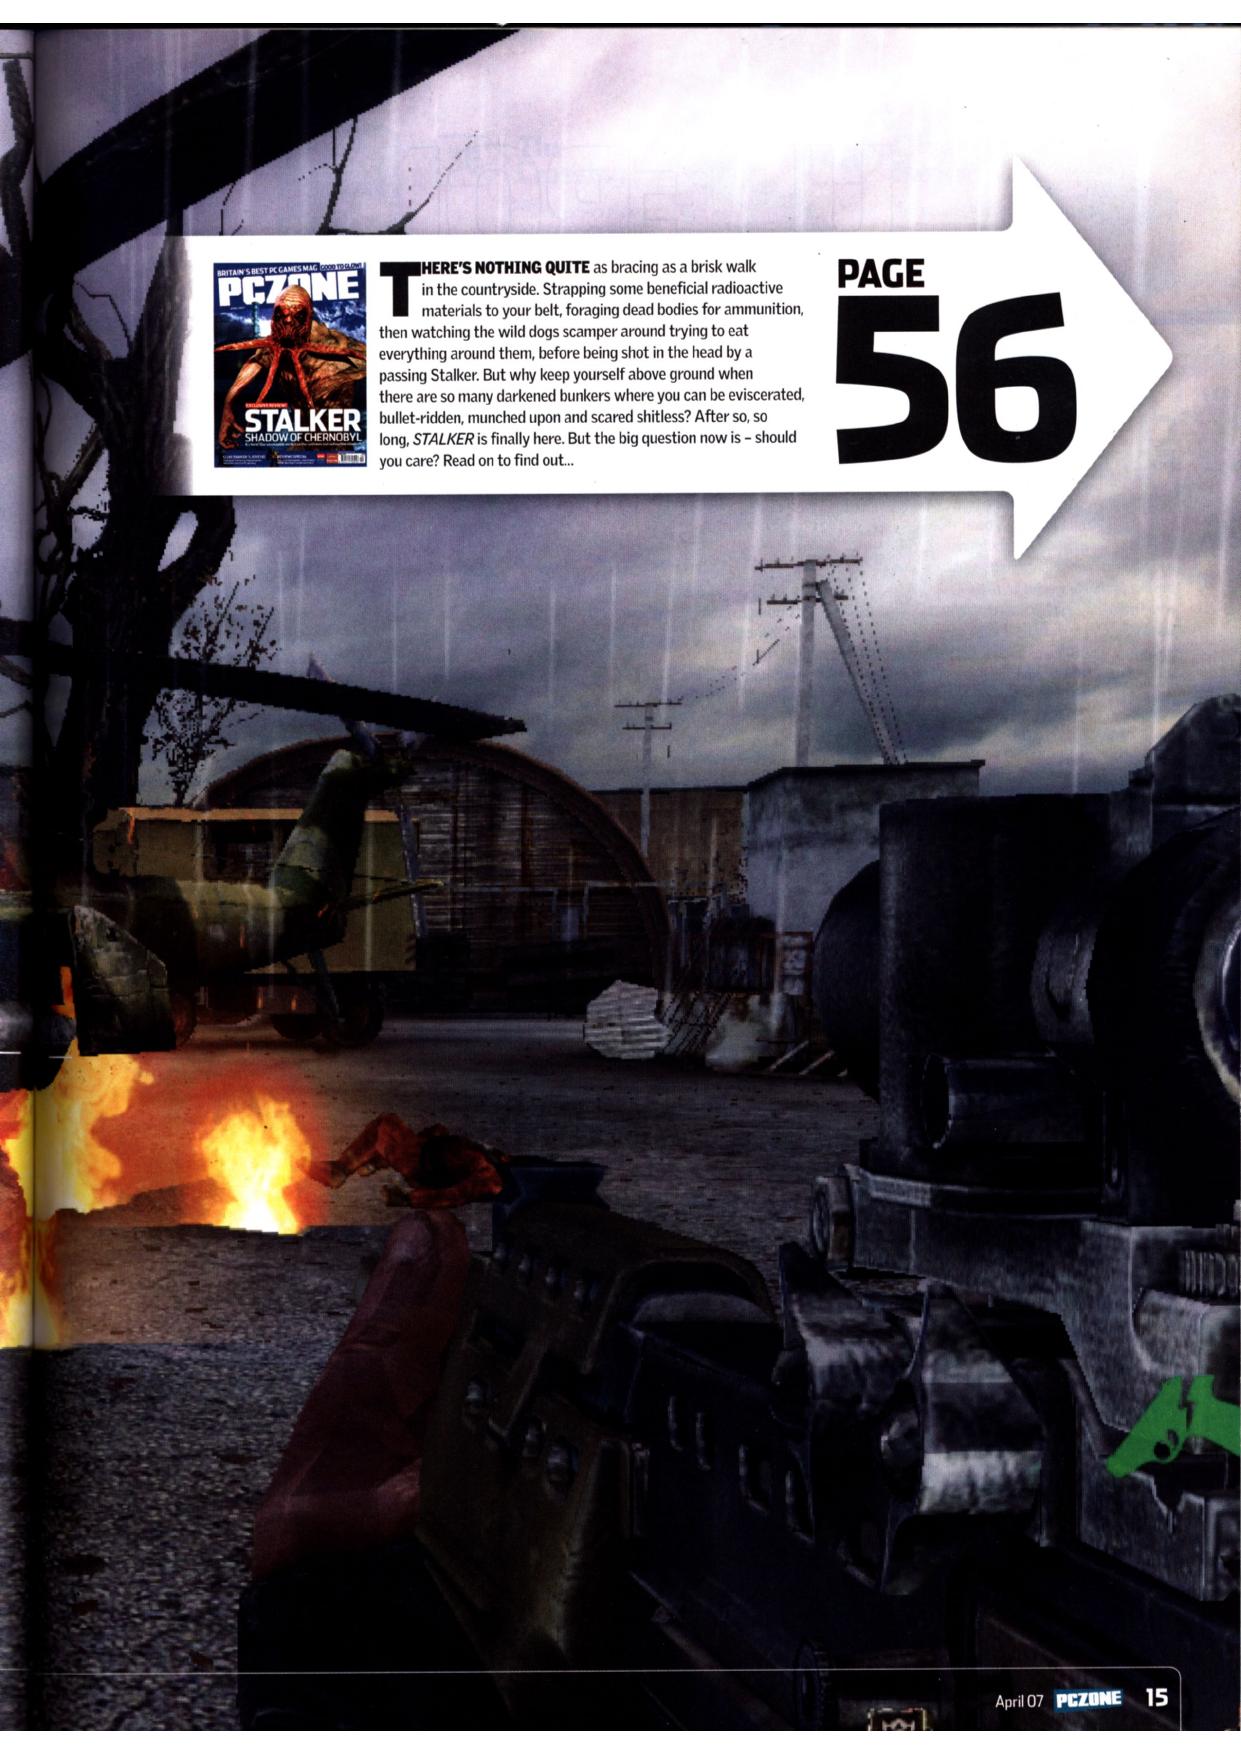 BRITAIN'S BEST PC GAMES MAG
PCZONE
STALKER
SHADOW OF CHERNOBYL
THERE'S NOTHING QUITE as bracing as a brisk walk
in the countryside. Strapping some beneficial radioactive
materials to your belt, foraging dead bodies for ammunition,
then watching the wild dogs scamper around trying to eat
everything around them, before being shot in the head by a
passing Stalker. But why keep yourself above ground when
there are so many darkened bunkers where you can be eviscerated,
bullet-ridden, munched upon and scared shitless? After so, so
long, STALKER is finally here. But the big question now is – should
you care? Read on to find out...
PAGE
56
April 07 PCZONE 15